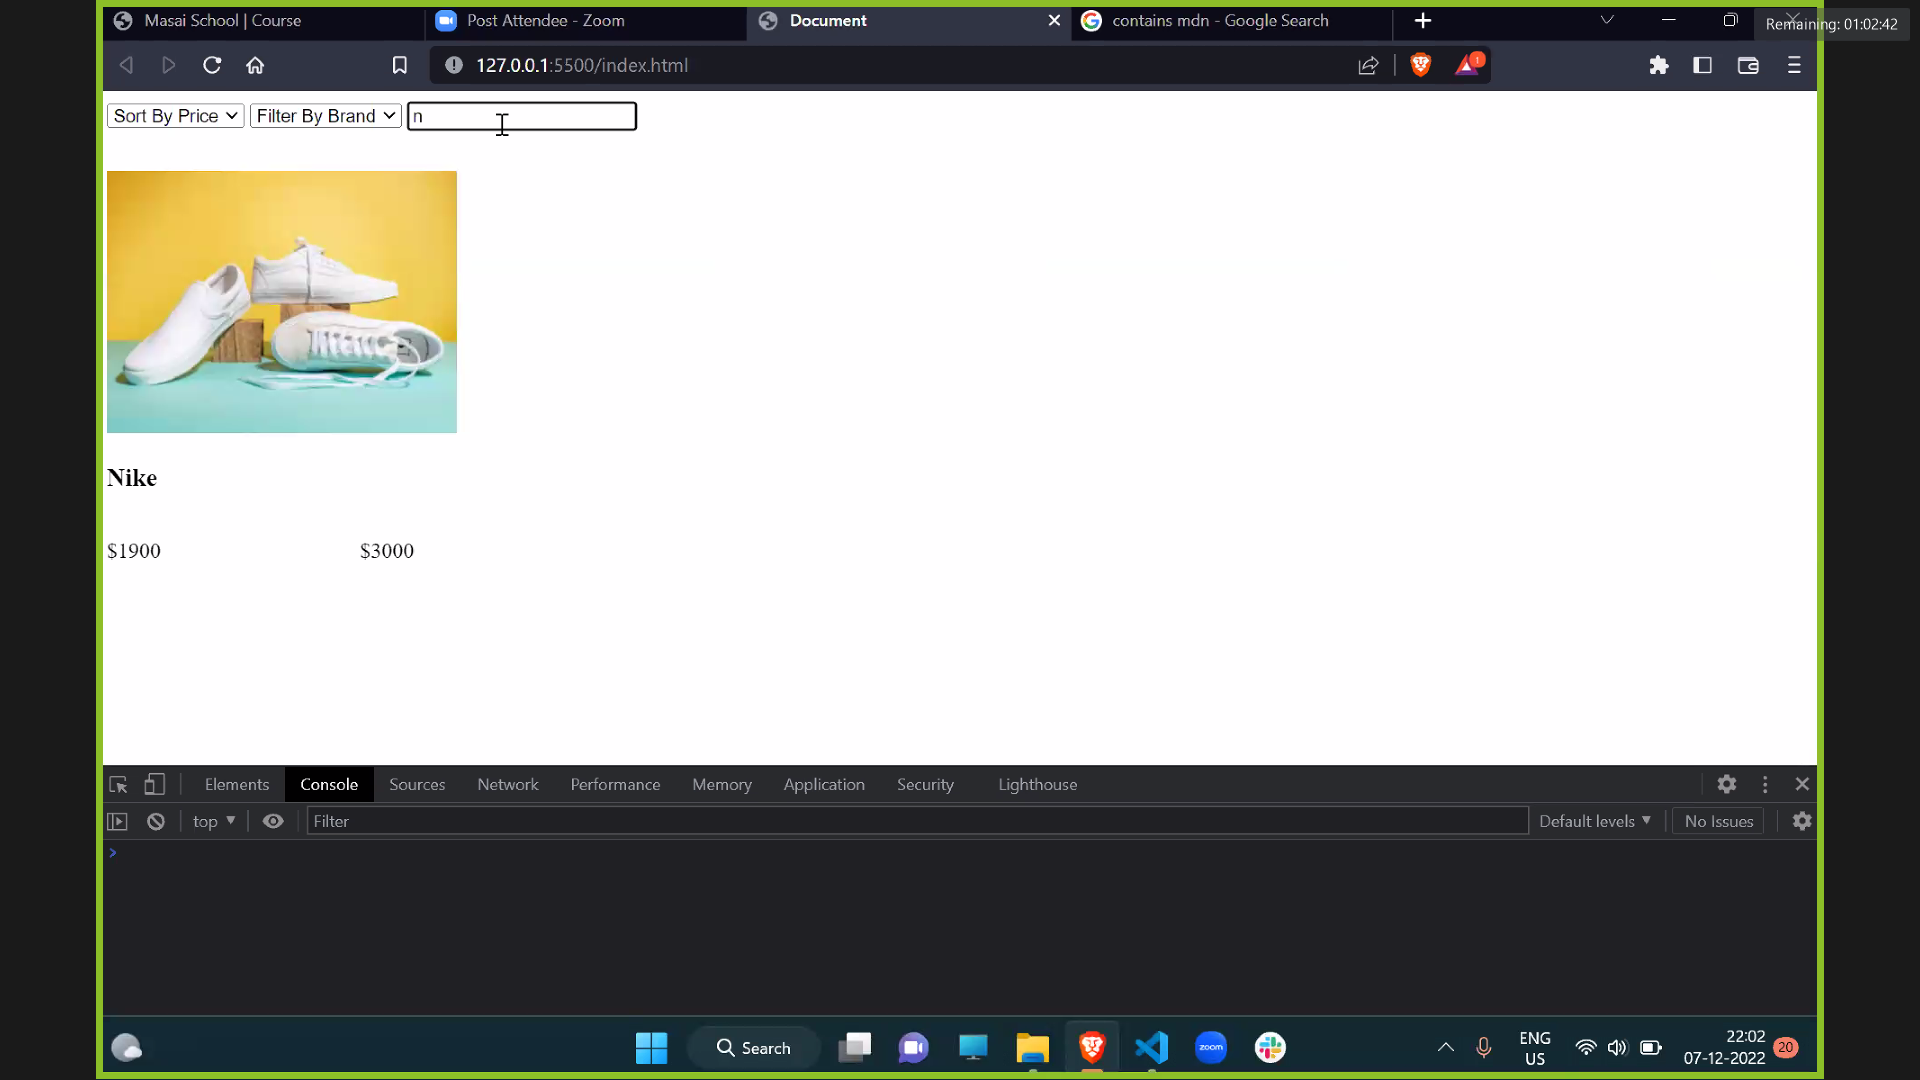 Masai School | Course
Post Attendee - Zoom
Document
contains mdn - Google Search
Remaining: 01:02:42
127.0.0.1:5500/index.html
1
Sort By Price
Filter By Brand
n
Nike
$1900
$3000
Elements
Console
Sources
Network
Performance
Memory
Application
Security
Lighthouse
top
Filter
Default levels
No Issues
Search
zoom
ENG
US
22:02
07-12-2022
20